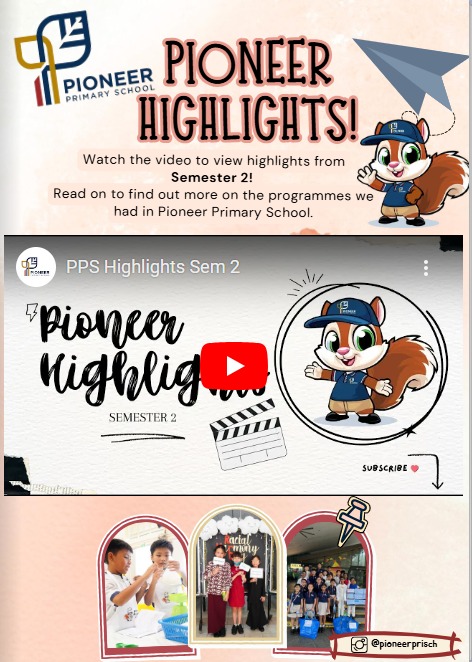 PIONEER
PRIMARY SCHOOL
PIONEER
HIGHLIGHTS!
Watch the video to view highlights from
Semester 2!
Read on to find out more on the programmes we
had in Pioneer Primary School.
PIONEER
PPS Highlights Sem 2
Pioneer
SEMESTER 2
SUBSCRIBE
@pioneerprisch